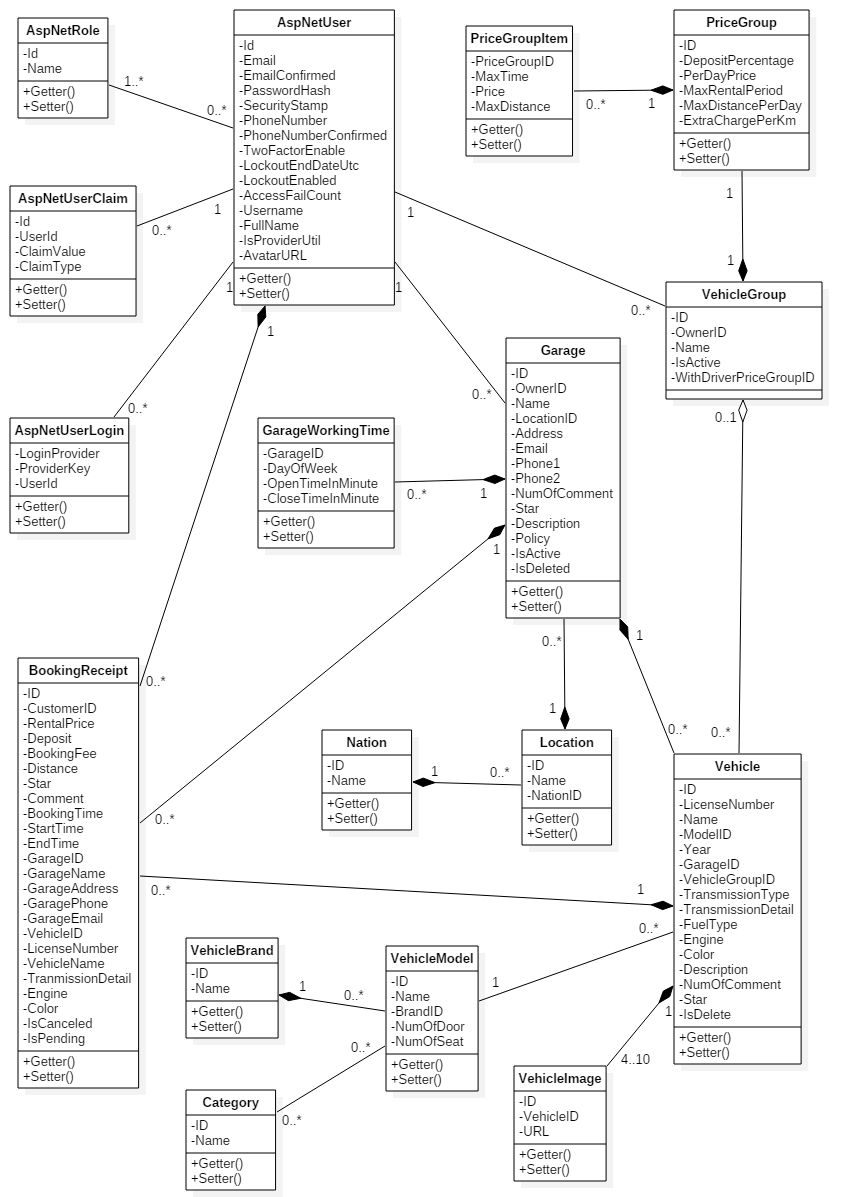 AspNetRole
-Id
-Name
+Getter()
+Setter()
1..*
0..*
AspNetUser
-Id
-Email
-EmailConfirmed
-PasswordHash
-SecurityStamp
-PhoneNumber
-PhoneNumberConfirmed
-TwoFactorEnable
-LockoutEndDateUtc
-LockoutEnabled
-AccessFailCount
-Username
-FullName
-IsProviderUtil
-AvatarURL
+Getter()
+Setter()
PriceGroupItem
-PriceGroupID
-MaxTime
-Price
-MaxDistance
+Getter()
+Setter()
0..*
1
PriceGroup
-ID
-DepositPercentage
-PerDayPrice
-MaxRentalPeriod
-MaxDistancePerDay
-ExtraChargePerKm
+Getter()
+Setter()
1
1
AspNetUserClaim
-Id
-UserId
-ClaimValue
-ClaimType
+Getter()
+Setter()
0..*
1
1
0..*
1
0..*
1
0..*
1
VehicleGroup
-ID
-OwnerID
-Name
-IsActive
-WithDriverPriceGroupID
0..1
0..*
AspNetUserLogin
-LoginProvider
-ProviderKey
-UserId
+Getter()
+Setter()
GarageWorkingTime
-GarageID
-DayOfWeek
-OpenTimeInMinute
-CloseTimeInMinute
+Getter()
+Setter()
0..*
1
Garage
-ID
-OwnerID
-Name
-LocationID
-Address
-Email
-Phone1
-Phone2
-NumOfComment
-Star
-Description
-Policy
-IsActive
-IsDeleted
+Getter()
+Setter()
1
0..*
1
1
0..*
BookingReceipt
-ID
-CustomerID
-RentalPrice
-Deposit
-BookingFee
-Distance
-Star
-Comment
-BookingTime
-StartTime
-EndTime
-GarageID
-GarageName
-GarageAddress
-GaragePhone
-GarageEmail
-VehicleID
-LicenseNumber
-VehicleName
-TranmissionDetail
-Engine
-Color
-IsCanceled
-IsPending
+Getter()
+Setter()
0..*
0..*
0..*
1
Nation
-ID
-Name
+Getter()
+Setter()
1
0..*
Location
-ID
-Name
-NationID
+Getter()
+Setter()
Vehicle
-ID
-LicenseNumber
-Name
-ModelID
-Year
-GarageID
-VehicleGroupID
-TransmissionType
-TransmissionDetail
-FuelType
-Engine
-Color
-Description
-NumOfComment
-Star
-IsDelete
+Getter()
+Setter()
0..*
1
1
4..10
VehicleBrand
-ID
-Name
+Getter()
+Setter()
1
0..*
VehicleModel
-ID
-Name
-BrandID
-NumOfDoor
-NumOfSeat
+Getter()
+Setter()
0..*
0..*
Category
-ID
-Name
+Getter()
+Setter()
VehicleImage
-ID
-VehicleID
-URL
+Getter()
+Setter()